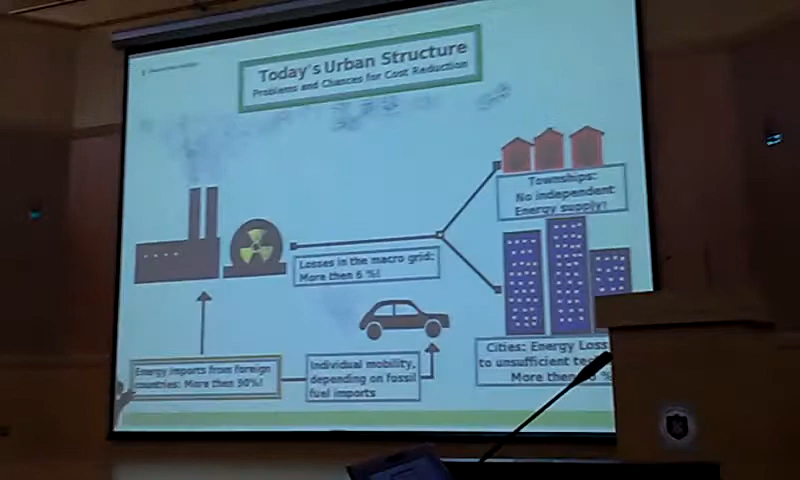 Today's Urban Structure
Problems and Chances for Cost Reduction
Townships:
No independent
Energy supply!
Losses in the macro grid:
More then 6 %!
Cities: Energy Loss
to unsufficient
More then
Energy imports from foreign
countries: More then 90%!
Individual mobility,
depending on fossil
fuel imports